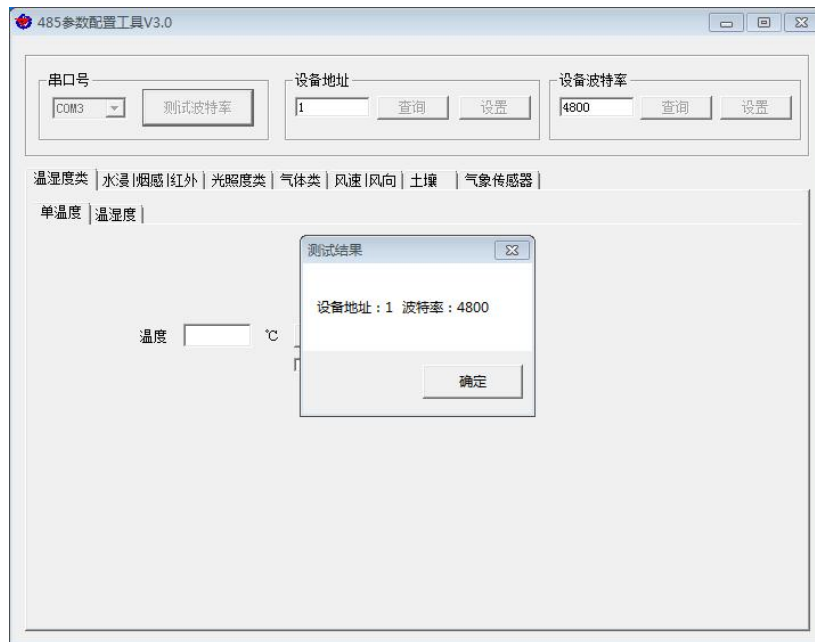 485参数配置工具V3.0
串口号
COM3 测试波特率
设备地址
1 查询 设置
设备波特率
4800 查询 设置
温湿度类 水浸|烟感|红外 光照度类 气体类 风速|风向 土壤 气象传感器
单温度 温湿度
测试结果
设备地址：1 波特率：4800
确定
温度 ℃